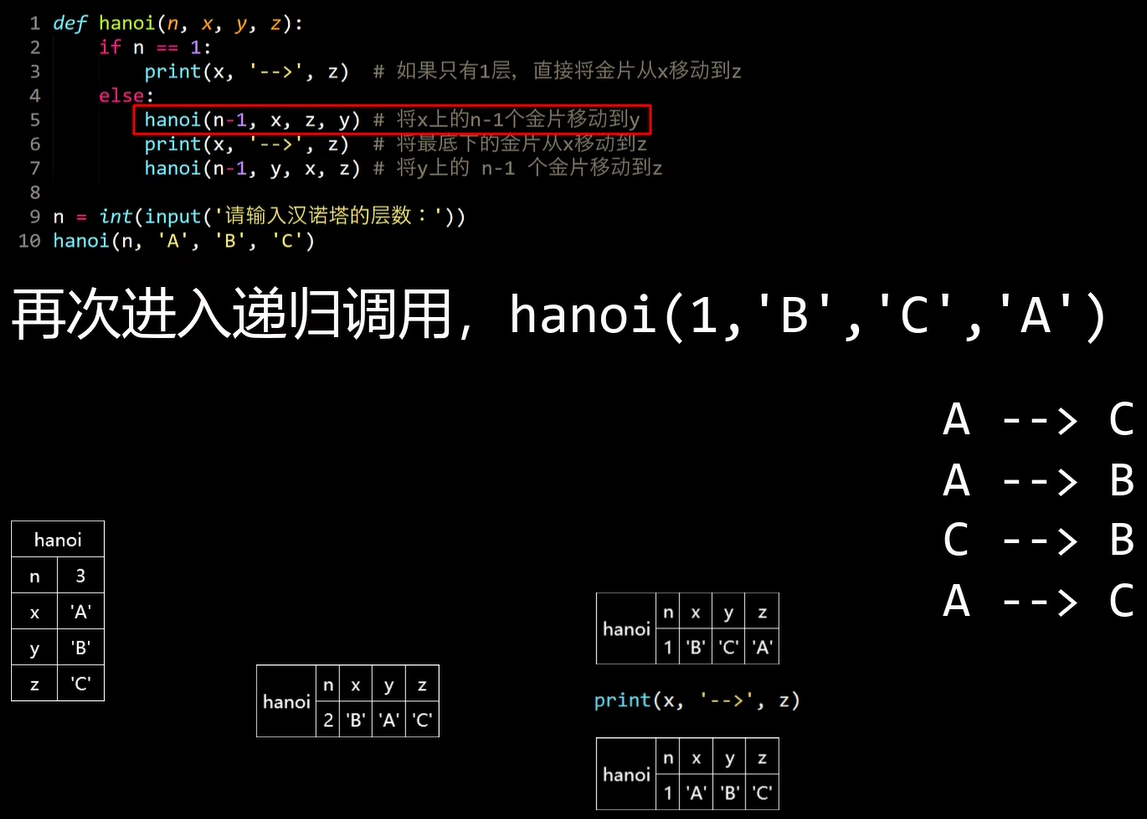 1 def hanoi(n, x, y, z):
2 if n == 1:
3 print(x, '-->', z) # 如果只有1层, 直接将金片从x移动到z
4 else:
5 hanoi(n-1, x, z, y) # 将x上的n-1个金片移动到y
6 print(x, '-->', z) # 将最底下的金片从x移动到z
7 hanoi(n-1, y, x, z) # 将y上的 n-1 个金片移动到z
8
9 n = int(input('请输入汉诺塔的层数：'))
10 hanoi(n, 'A', 'B', 'C')
再次进入递归调用，hanoi(1,'B','C','A')
A --> C
A --> B
C --> B
A --> C
hanoi
n 3
x 'A'
y 'B'
z 'C'
hanoi
n x y z
2 'B' 'A' 'C'
hanoi
n x y z
1 'B' 'C' 'A'
print(x, '-->', z)
hanoi
n x y z
1 'A' 'B' 'C'